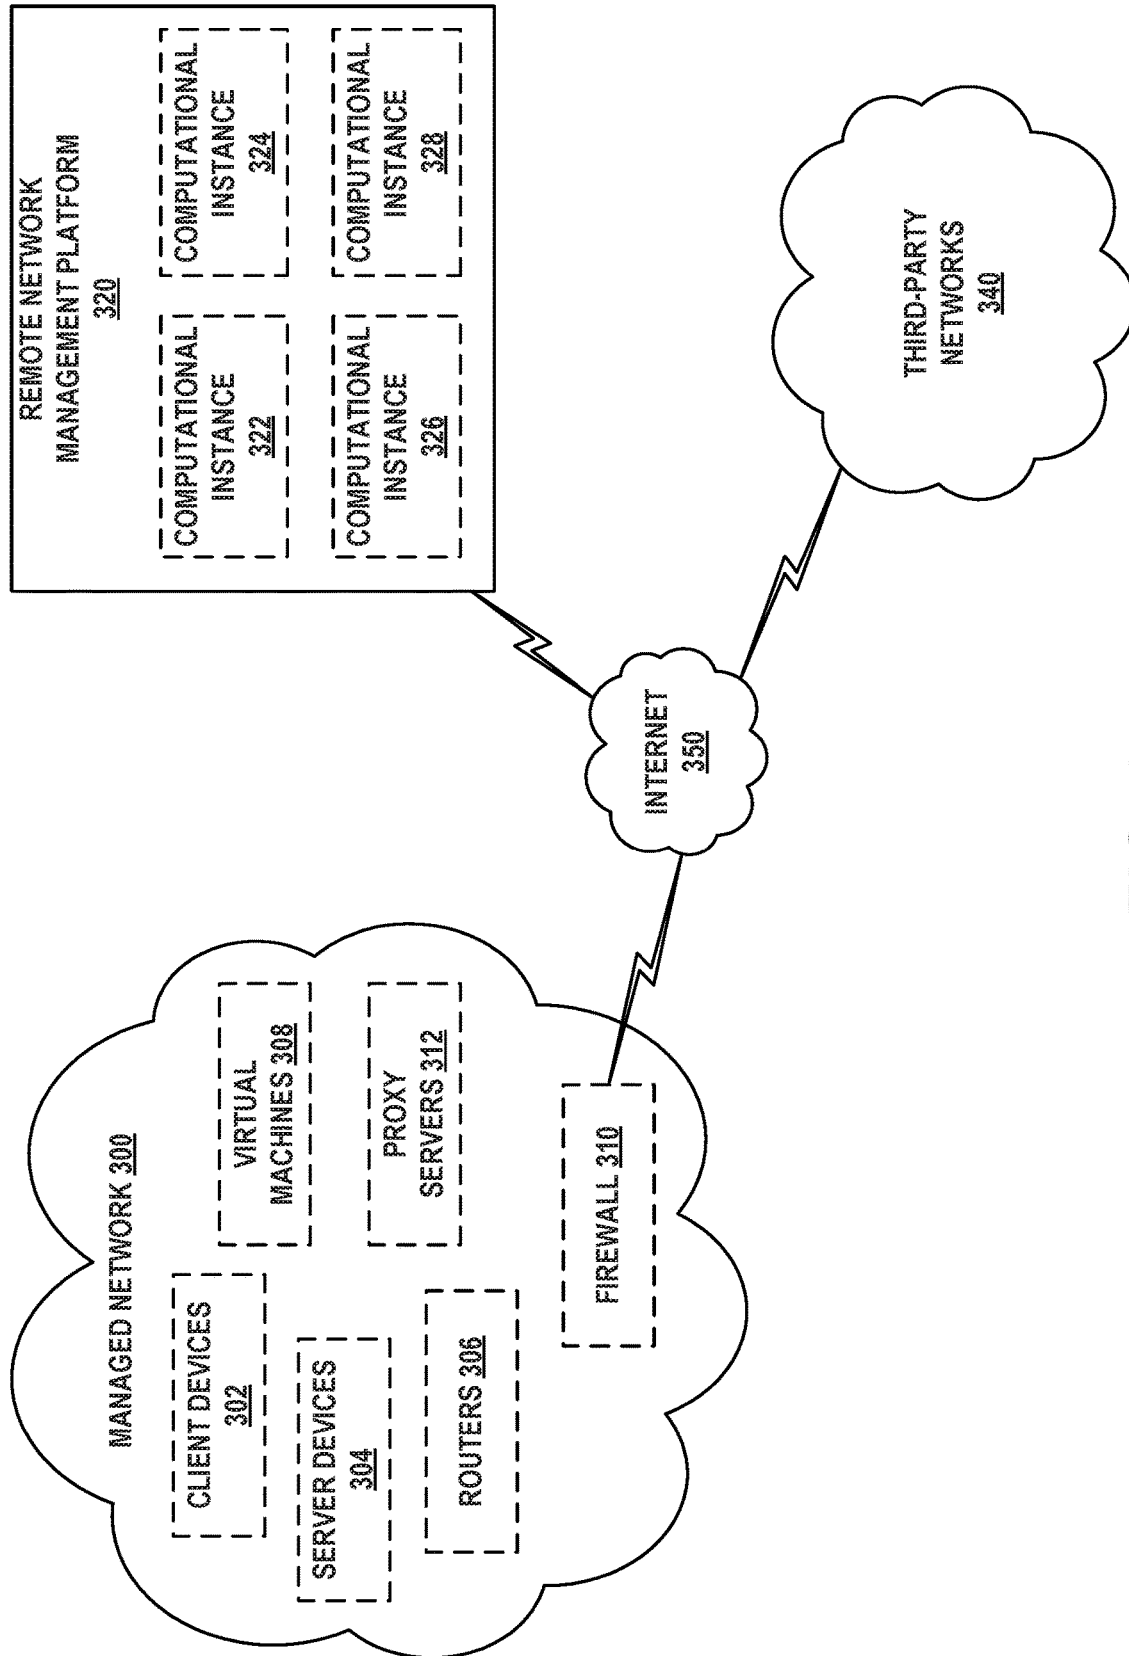 MANAGED NETWORK 300
CLIENT DEVICES
302
VIRTUAL
MACHINES 308
SERVER DEVICES
304
PROXY
SERVERS 312
ROUTERS 306
FIREWALL 310
REMOTE NETWORK
MANAGEMENT PLATFORM
320
COMPUTATIONAL
INSTANCE
322
COMPUTATIONAL
INSTANCE
324
COMPUTATIONAL
INSTANCE
326
COMPUTATIONAL
INSTANCE
328
INTERNET
350
THIRD-PARTY
NETWORKS
340